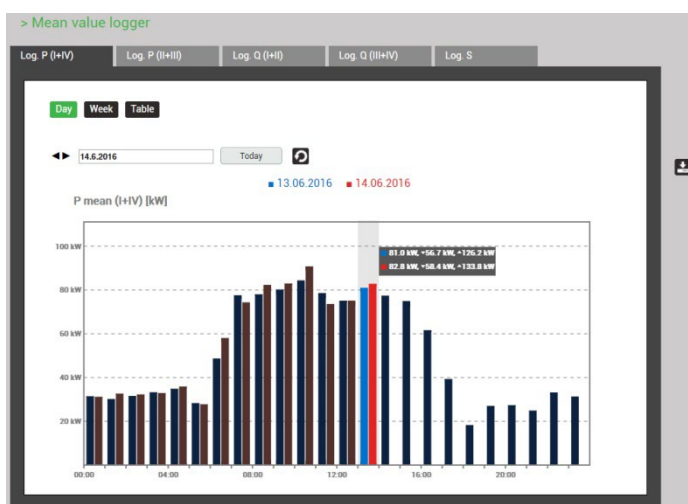 > Mean value logger
Log. P (I+IV) Log. P (II+III) Log. Q (I+II) Log. Q (III+IV) Log. S
Day Week Table
14.6.2016 Today
13.06.2016 14.06.2016
P mean (I+IV) [kW]
100 kW
81.0 kW, ▾56.7 kW, ▴126.2 kW
82.8 kW, ▾58.4 kW, ▴133.8 kW
80 kW
60 kW
40 kW
20 kW
00:00 04:00 08:00 12:00 16:00 20:00